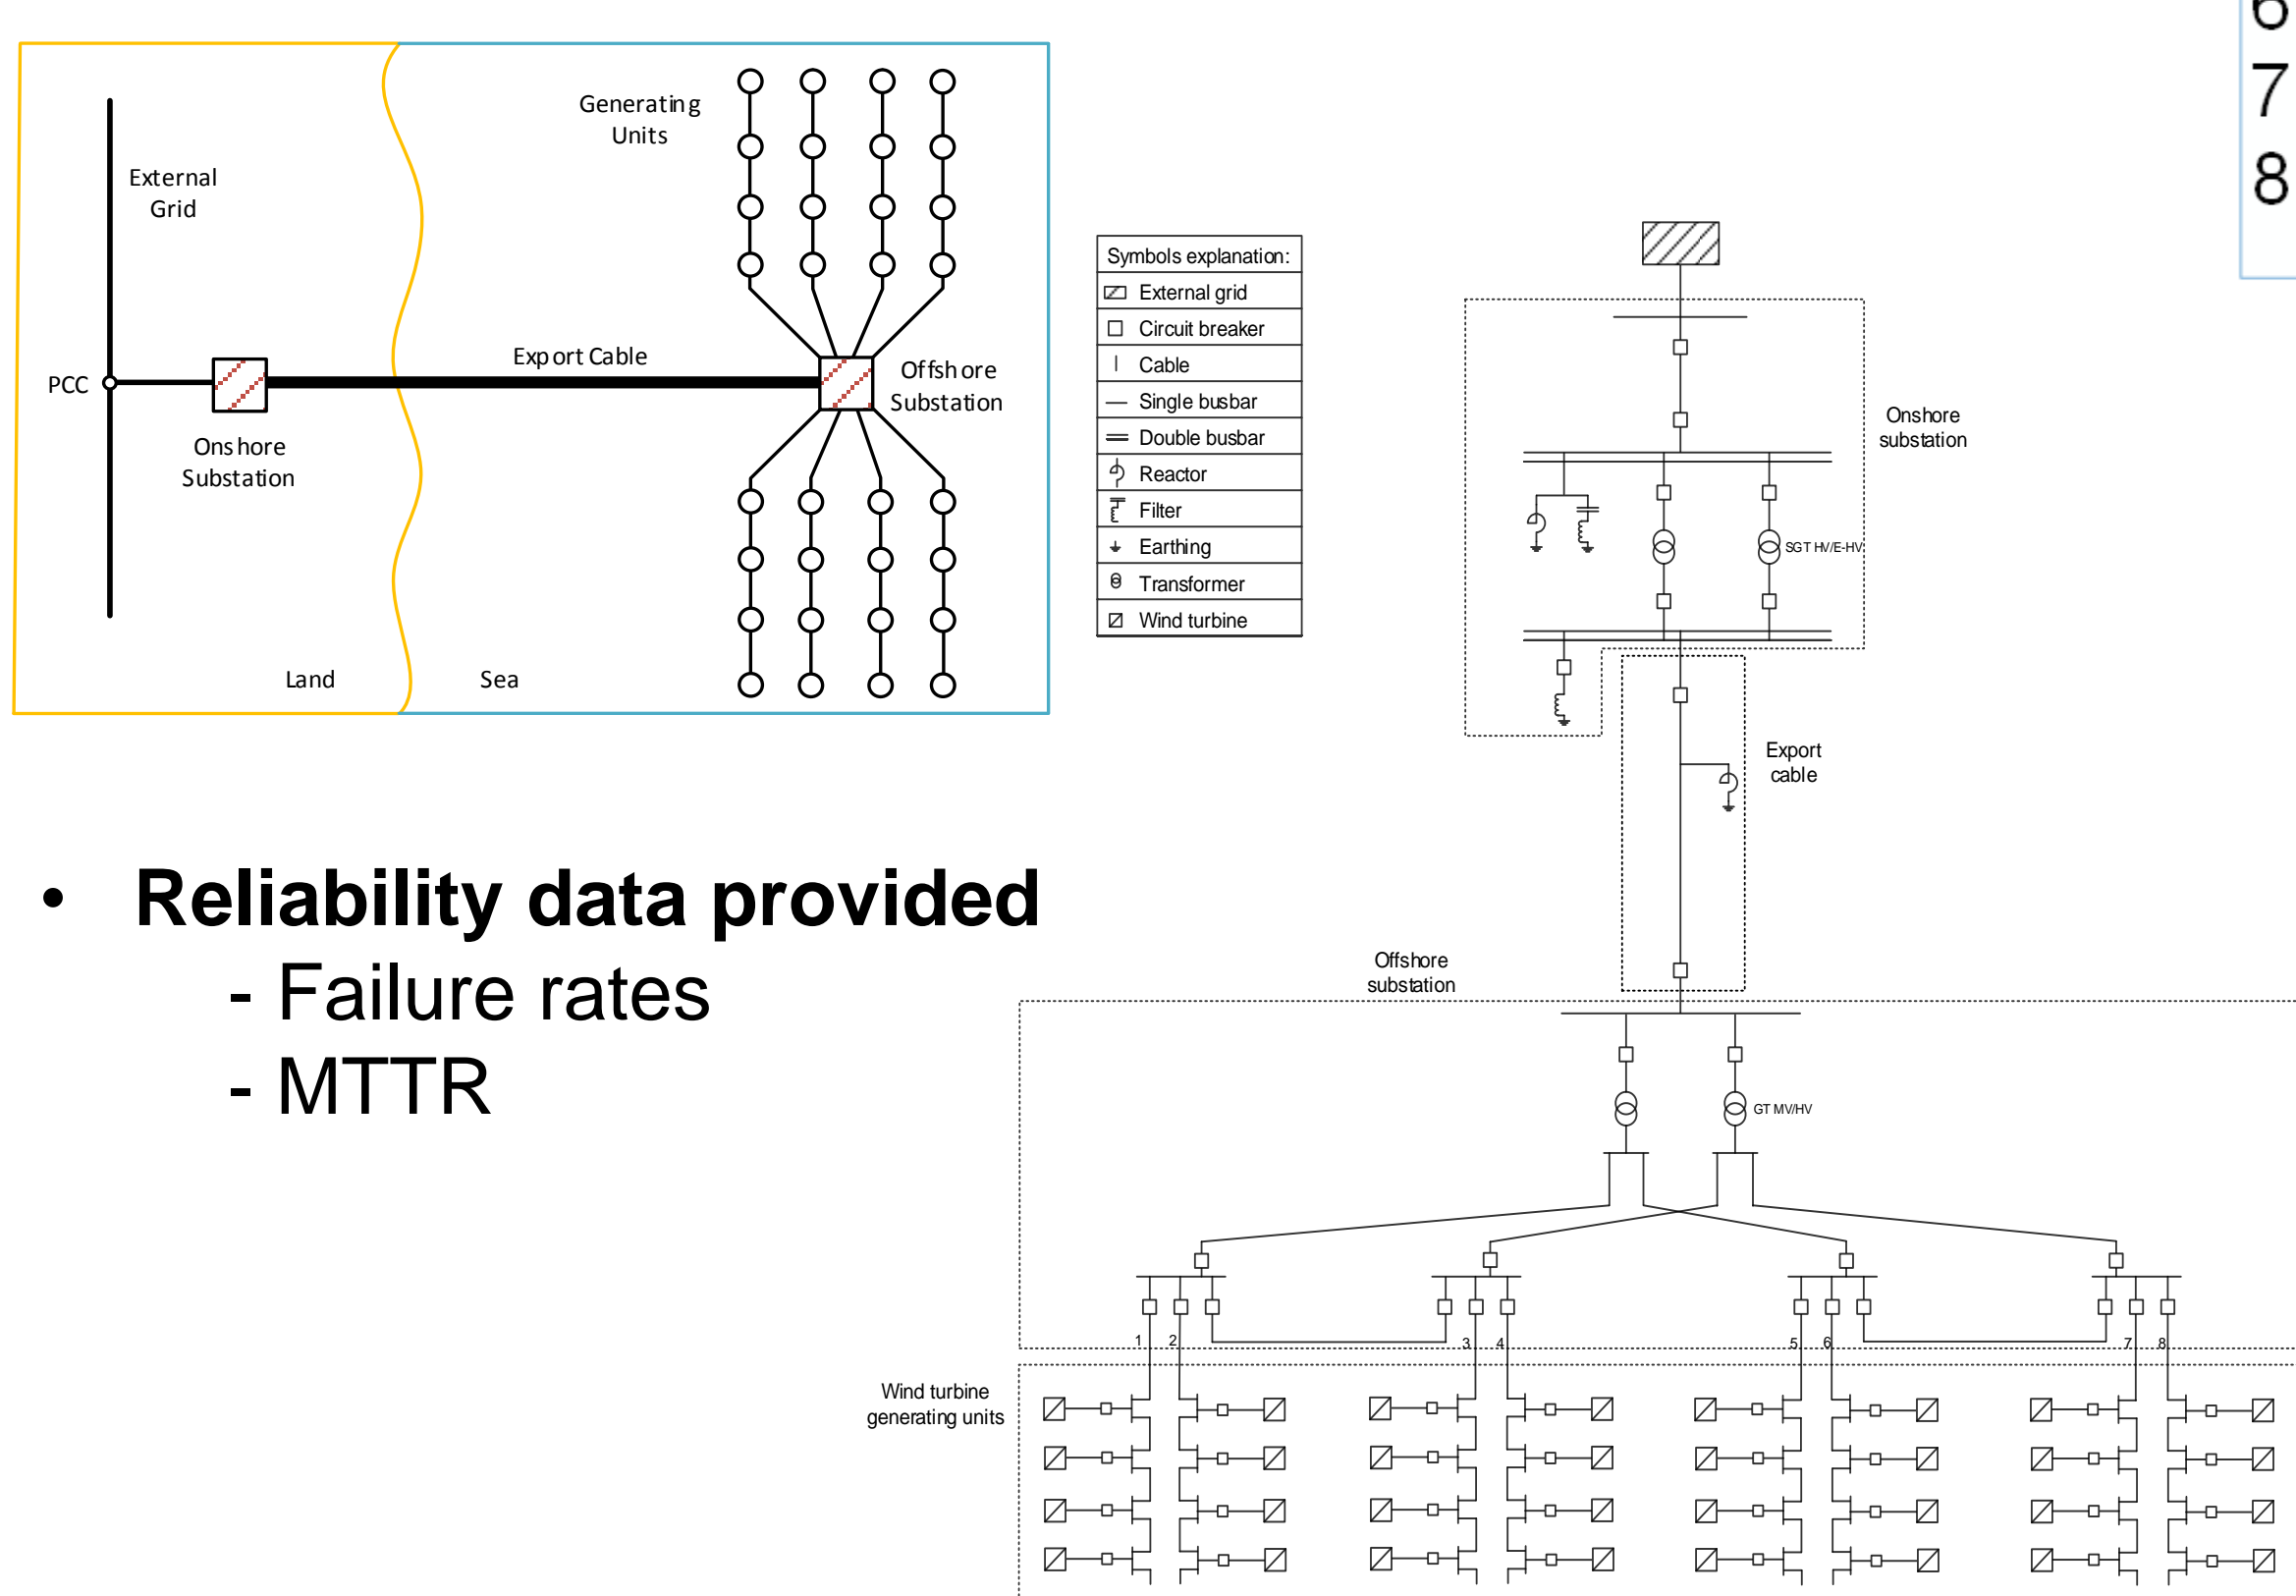 6
7
8
Generating
Units
External
Grid
Export Cable
PCC
Offshore
Substation
Onshore
Substation
Land
Sea
Symbols explanation:
External grid
Circuit breaker
Cable
Single busbar
Double busbar
Reactor
Filter
Earthing
Transformer
Wind turbine
Onshore
substation
SGT HV/E-HV
Export
cable
• Reliability data provided
- Failure rates
- MTTR
Offshore
substation
GT MV/HV
1 2 3 4 5 6 7 8
Wind turbine
generating units